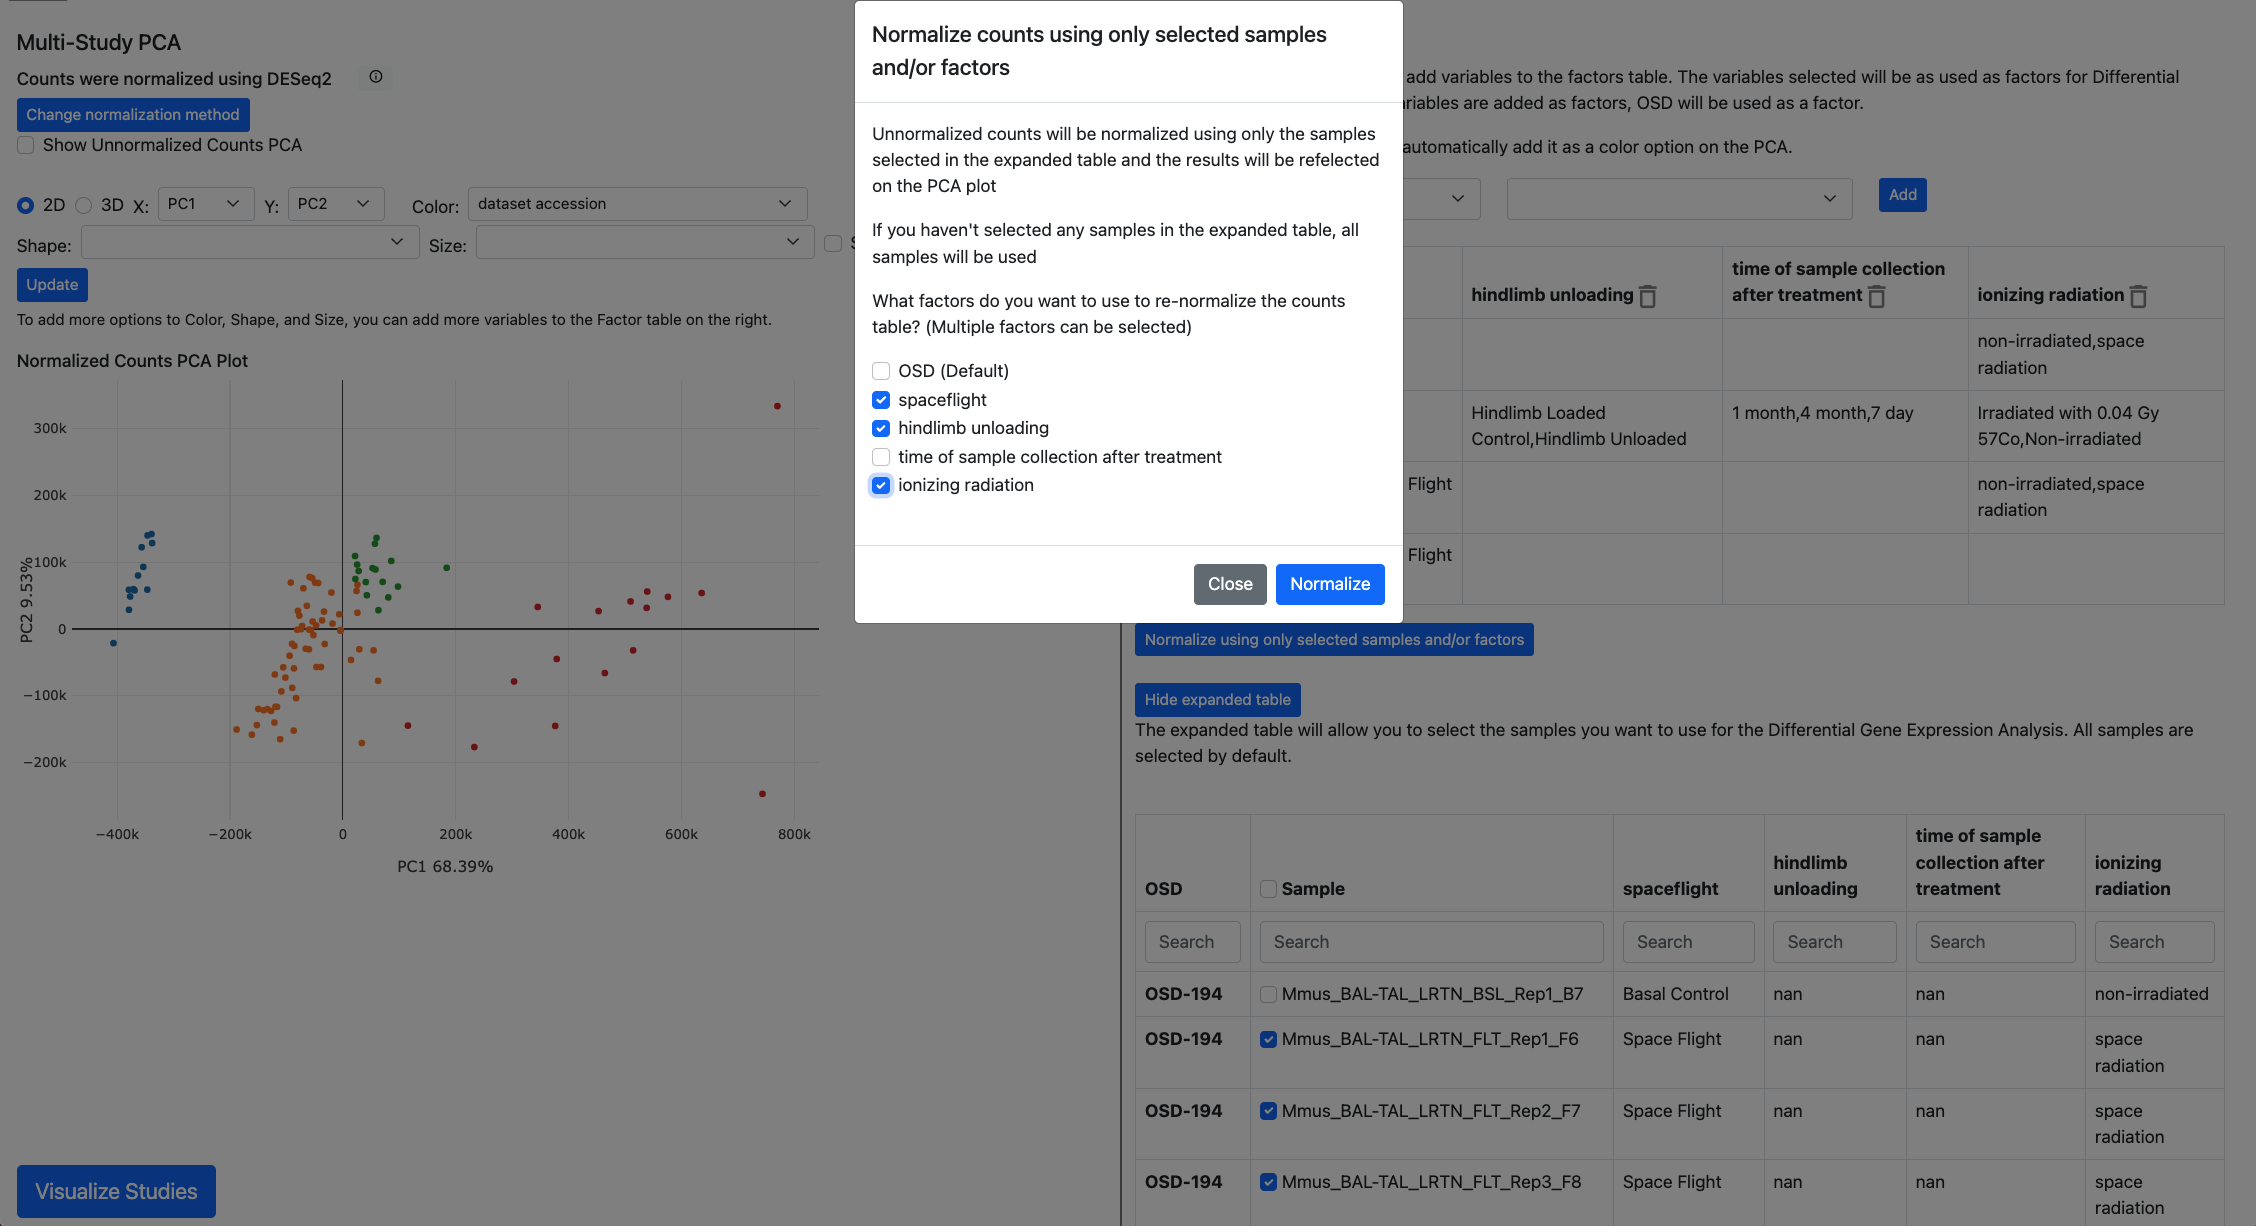 Multi-Study PCA
Counts were normalized using DESeq2
Change normalization method
Show Unnormalized Counts PCA
2D 3D X: PC1 Y: PC2 Color: dataset accession
Shape: Size:
Update
To add more options to Color, Shape, and Size, you can add more variables to the Factor table on the right.
Normalized Counts PCA Plot
300k
200k
100k
0
−100k
−200k
PC2 9.53%
−400k −200k 0 200k 400k 600k 800k
PC1 68.39%
Visualize Studies
Normalize counts using only selected samples
and/or factors
Unnormalized counts will be normalized using only the samples
selected in the expanded table and the results will be refelected
on the PCA plot
If you haven't selected any samples in the expanded table, all
samples will be used
What factors do you want to use to re-normalize the counts
table? (Multiple factors can be selected)
OSD (Default)
spaceflight
hindlimb unloading
time of sample collection after treatment
ionizing radiation
Close Normalize
add variables to the factors table. The variables selected will be as used as factors for Differential
riables are added as factors, OSD will be used as a factor.
automatically add it as a color option on the PCA.
Add
hindlimb unloading
time of sample collection
after treatment
ionizing radiation
non-irradiated,space
radiation
Hindlimb Loaded
Control,Hindlimb Unloaded
1 month,4 month,7 day
Irradiated with 0.04 Gy
57Co,Non-irradiated
Flight
non-irradiated,space
radiation
Flight
Normalize using only selected samples and/or factors
Hide expanded table
The expanded table will allow you to select the samples you want to use for the Differential Gene Expression Analysis. All samples are
selected by default.
OSD
Sample
spaceflight
hindlimb
unloading
time of sample
collection after
treatment
ionizing
radiation
Search Search Search Search Search Search
OSD-194 Mmus_BAL-TAL_LRTN_BSL_Rep1_B7 Basal Control nan nan non-irradiated
OSD-194 Mmus_BAL-TAL_LRTN_FLT_Rep1_F6 Space Flight nan nan space
radiation
OSD-194 Mmus_BAL-TAL_LRTN_FLT_Rep2_F7 Space Flight nan nan space
radiation
OSD-194 Mmus_BAL-TAL_LRTN_FLT_Rep3_F8 Space Flight nan nan space
radiation